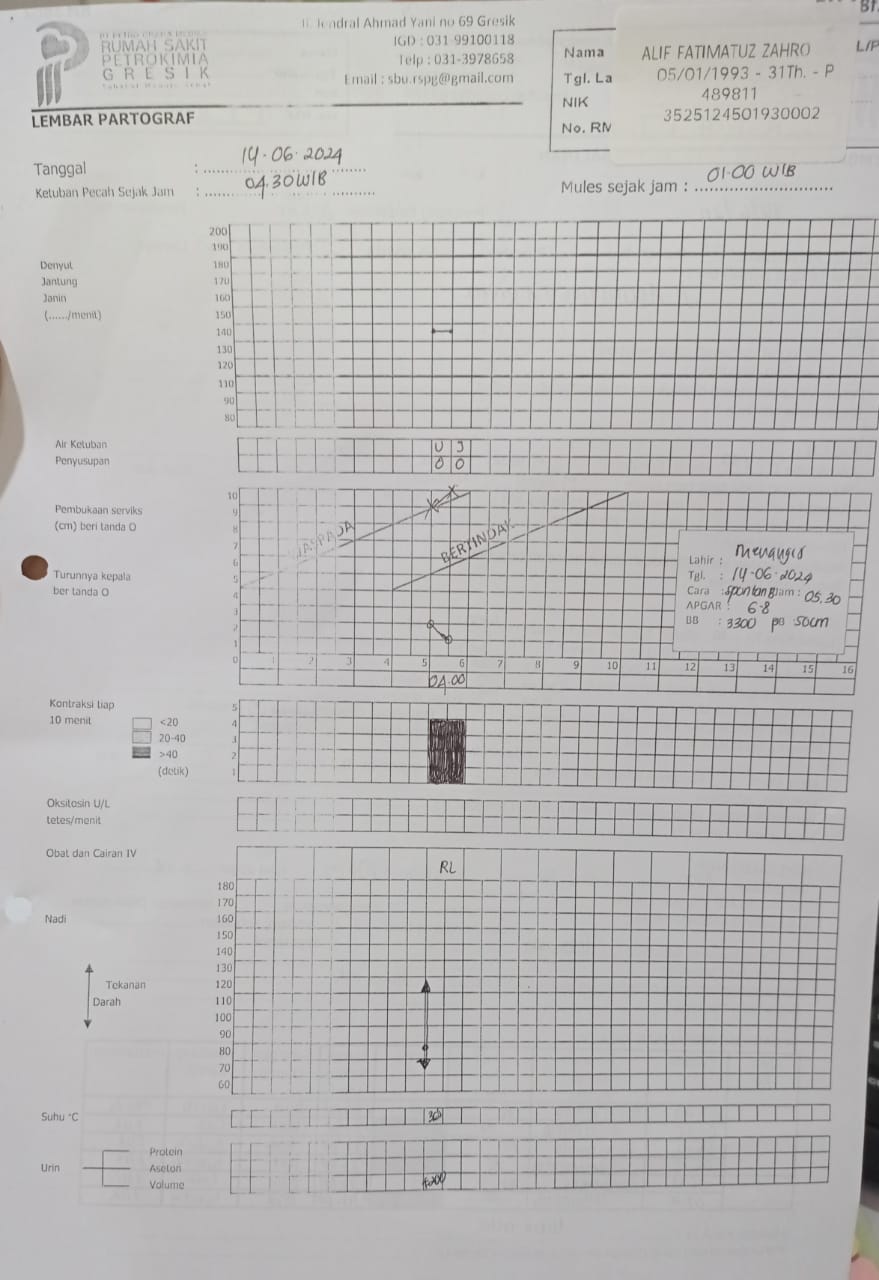 RUMAH SAKIT
PETROKIMIA
GRESIK
Jl. Jendral Ahmad Yani no 69 Gresik
IGD : 031 99100118
Telp : 031-3978658
Email : sbu.rspg@gmail.com
Nama
Tgl. La
NIK
No. RM
ALIF FATIMATUZ ZAHRO
05/01/1993 - 31Th. - P
489811
3525124501930002
L/P
LEMBAR PARTOGRAF
Tanggal : 14.06.2024
Ketuban Pecah Sejak Jam : 04.30 WIB
Mules sejak jam : 01.00 WIB
Denyut
Jantung
Janin
(....../menit)
200
190
180
170
160
150
140
130
120
110
90
80
Air Ketuban U J
Penyusupan 0 0
Pembukaan serviks
(cm) beri tanda O
Turunnya kepala
ber tanda O
10
9
8
7
6
5
4
3
2
1
0 1 2 3 4 5 6 7 8 9 10 11 12 13 14 15 16
WASPADA
BERTINDAK
04.00
Lahir : Menangis
Tgl. : 14-06-2024
Cara : Spontan Jam : 05.30
APGAR : 6-8
BB : 3300 PB 50cm
Kontraksi tiap
10 menit
<20
20-40
>40
(detik)
5
4
3
2
1
Oksitosin U/L
tetes/menit
Obat dan Cairan IV
RL
Nadi
Tekanan
Darah
180
170
160
150
140
130
120
110
100
90
80
70
60
Suhu °C 36
Urin
Protein
Aseton
Volume